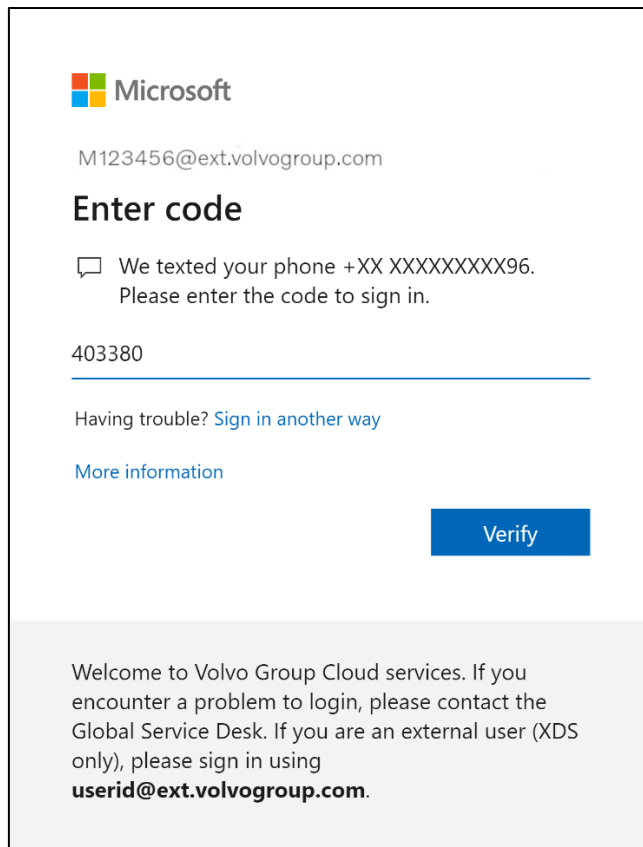 Microsoft
M123456@ext.volvogroup.com
Enter code
We texted your phone +XX XXXXXXXXX96.
Please enter the code to sign in.
403380
Having trouble? Sign in another way
More information
Verify
Welcome to Volvo Group Cloud services. If you
encounter a problem to login, please contact the
Global Service Desk. If you are an external user (XDS
only), please sign in using
userid@ext.volvogroup.com.